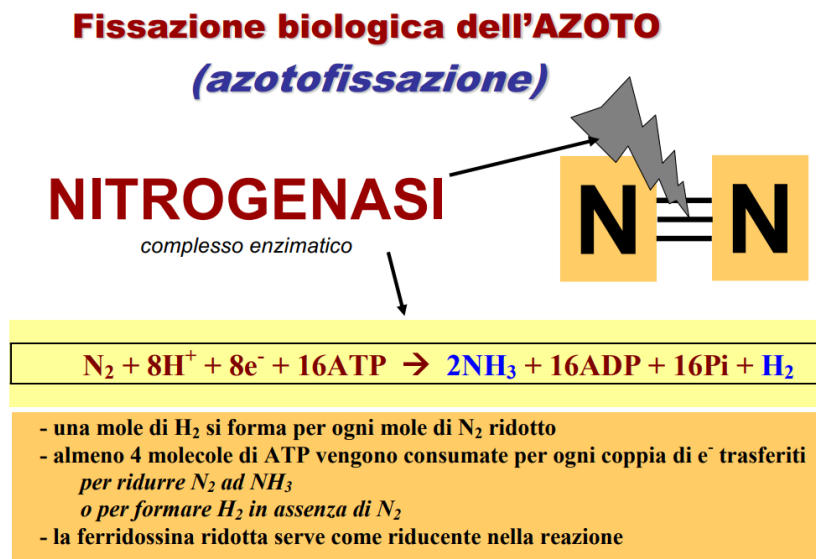 Fissazione biologica dell'AZOTO
(azotofissazione)
NITROGENASI
complesso enzimatico
N≡N
N₂ + 8H⁺ + 8e⁻ + 16ATP → 2NH₃ + 16ADP + 16Pi + H₂
- una mole di H₂ si forma per ogni mole di N₂ ridotto
- almeno 4 molecole di ATP vengono consumate per ogni coppia di e⁻ trasferiti
per ridurre N₂ ad NH₃
o per formare H₂ in assenza di N₂
- la ferridossina ridotta serve come riducente nella reazione